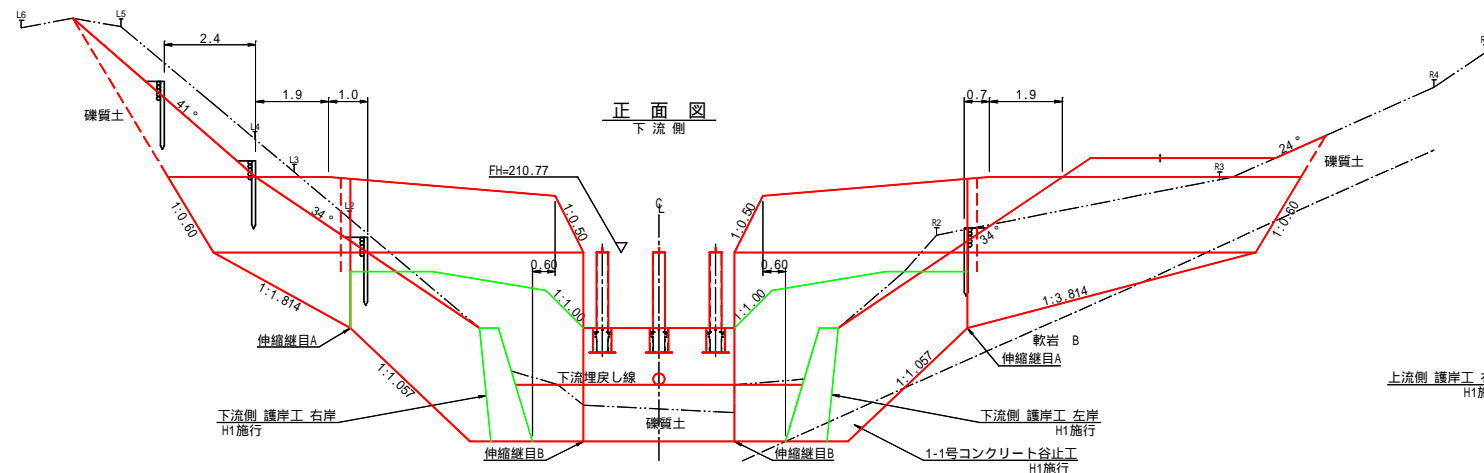 L6
L5
2.4
1.9
1.0
正面図
下流側
0.7
1.9
R4
礫質土
41°
L4
L3
FH=210.77
24°
礫質土
R3
L2
34°
1:0.60
1:0.50
℄
1:0.50
R2
34°
1:0.60
0.60
0.60
1:1.814
1:1.00
1:1.00
1:3.814
伸縮継目A
軟岩 B
伸縮継目A
1:1.057
下流埋戻し線
1:1.057
上流側 護岸工
下流側 護岸工 右岸
H1施行
礫質土
下流側 護岸工 左岸
H1施行
伸縮継目B
伸縮継目B
1-1号コンクリート谷止工
H1施行